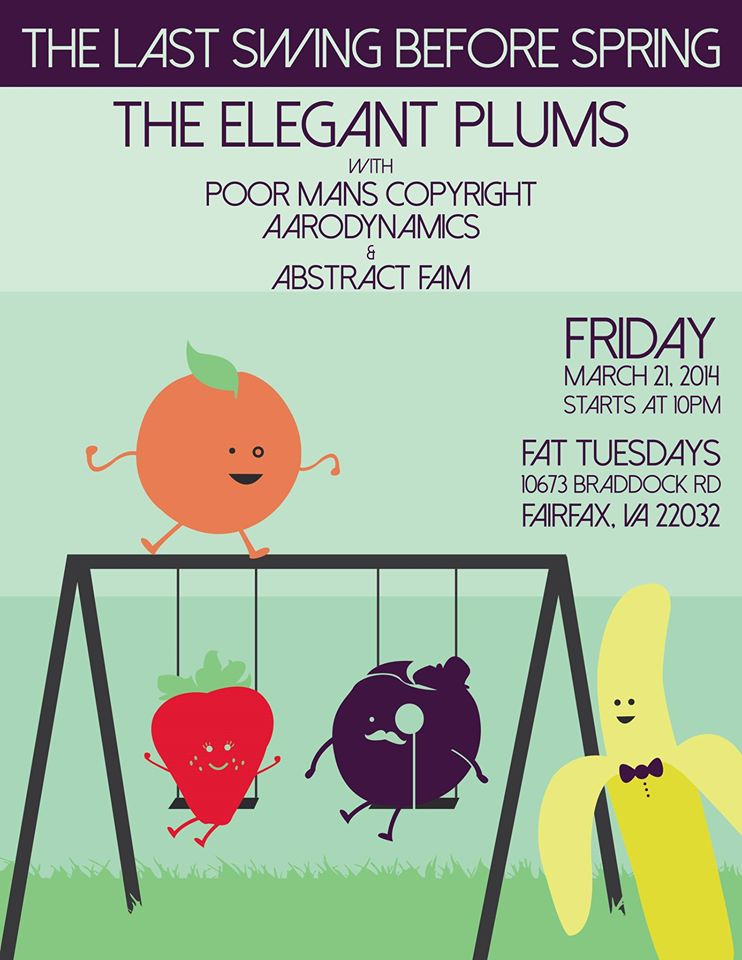 THE LAST SWING BEFORE SPRING
THE ELEGANT PLUMS
WITH
POOR MANS COPYRIGHT
AARODYNAMICS
&
ABSTRACT FAM
FRIDAY
MARCH 21, 2014
STARTS AT 10PM
FAT TUESDAYS
10673 BRADDOCK RD
FAIRFAX, VA 22032